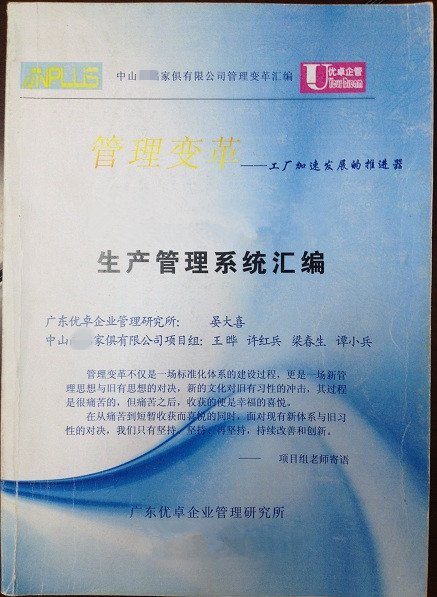 JINPLUS
中山 家俱有限公司管理变革汇编
U 优卓企管
管理变革——工厂加速发展的推进器
生产管理系统汇编
广东优卓企业管理研究所： 晏大喜
中山 家俱有限公司项目组：王晔 许红兵 梁春生 谭小兵
管理变革不仅是一场标准化体系的建设过程，更是一场新管
理思想与旧有思想的对决，新的文化对旧有习性的冲击，其过程
是很痛苦的，但痛苦之后，收获的便是幸福的喜悦。
在从痛苦到短暂收获而喜悦的同时，面对现有新体系与旧习
性的对决，我们只有坚持、坚持、再坚持，持续改善和创新。
—— 项目组老师寄语
广东优卓企业管理研究所